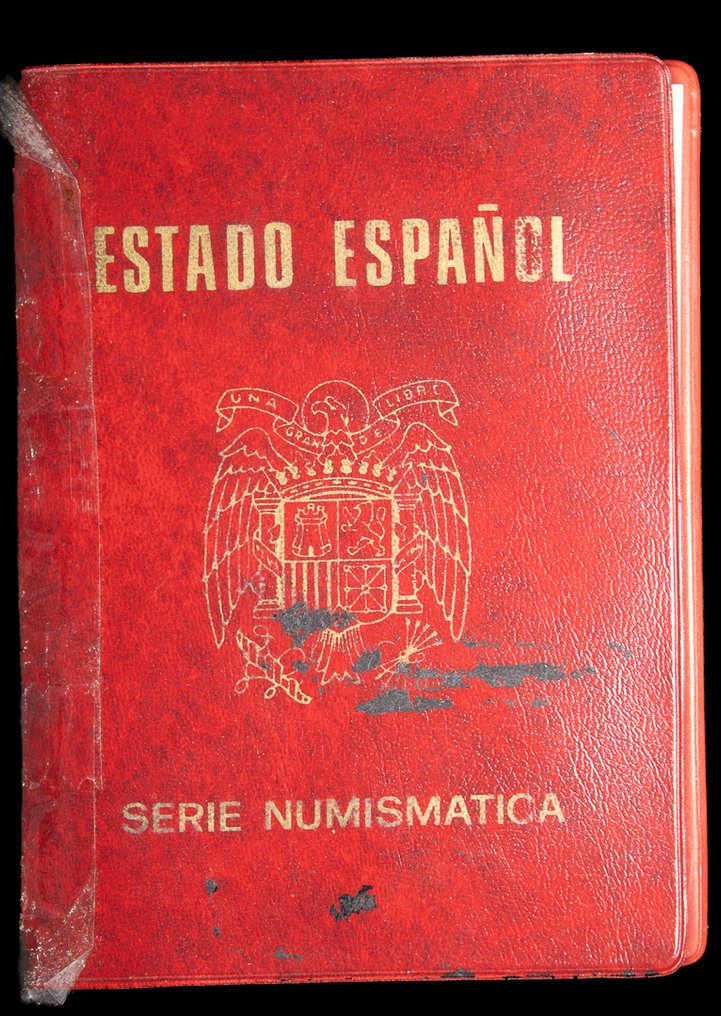 ESTADO ESPAÑOL
UNA GRANDE LIBRE
SERIE NUMISMATICA